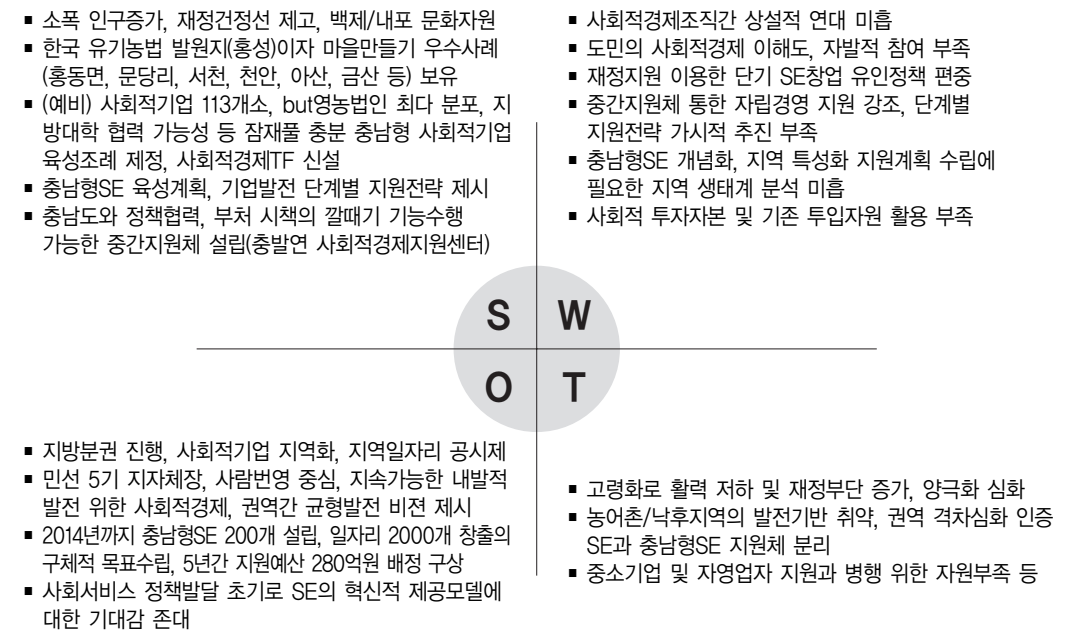 ▪ 소폭 인구증가, 재정건정선 제고, 백제/내포 문화자원
▪ 한국 유기농법 발원지(홍성)이자 마을만들기 우수사례
(홍동면, 문당리, 서천, 천안, 아산, 금산 등) 보유
▪ (예비) 사회적기업 113개소, but영농법인 최다 분포, 지
방대학 협력 가능성 등 잠재풀 충분 충남형 사회적기업
육성조례 제정, 사회적경제TF 신설
▪ 충남형SE 육성계획, 기업발전 단계별 지원전략 제시
▪ 충남도와 정책협력, 부처 시책의 깔때기 기능수행
가능한 중간지원체 설립(충발연 사회적경제지원센터)
▪ 사회적경제조직간 상설적 연대 미흡
▪ 도민의 사회적경제 이해도, 자발적 참여 부족
▪ 재정지원 이용한 단기 SE창업 유인정책 편중
▪ 중간지원체 통한 자립경영 지원 강조, 단계별
지원전략 가시적 추진 부족
▪ 충남형SE 개념화, 지역 특성화 지원계획 수립에
필요한 지역 생태계 분석 미흡
▪ 사회적 투자자본 및 기존 투입자원 활용 부족
S W
O T
▪ 지방분권 진행, 사회적기업 지역화, 지역일자리 공시제
▪ 민선 5기 지자체장, 사람번영 중심, 지속가능한 내발적
발전 위한 사회적경제, 권역간 균형발전 비젼 제시
▪ 2014년까지 충남형SE 200개 설립, 일자리 2000개 창출의
구체적 목표수립, 5년간 지원예산 280억원 배정 구상
▪ 사회서비스 정책발달 초기로 SE의 혁신적 제공모델에
대한 기대감 존대
▪ 고령화로 활력 저하 및 재정부단 증가, 양극화 심화
▪ 농어촌/낙후지역의 발전기반 취약, 권역 격차심화 인증
SE과 충남형SE 지원체 분리
▪ 중소기업 및 자영업자 지원과 병행 위한 자원부족 등